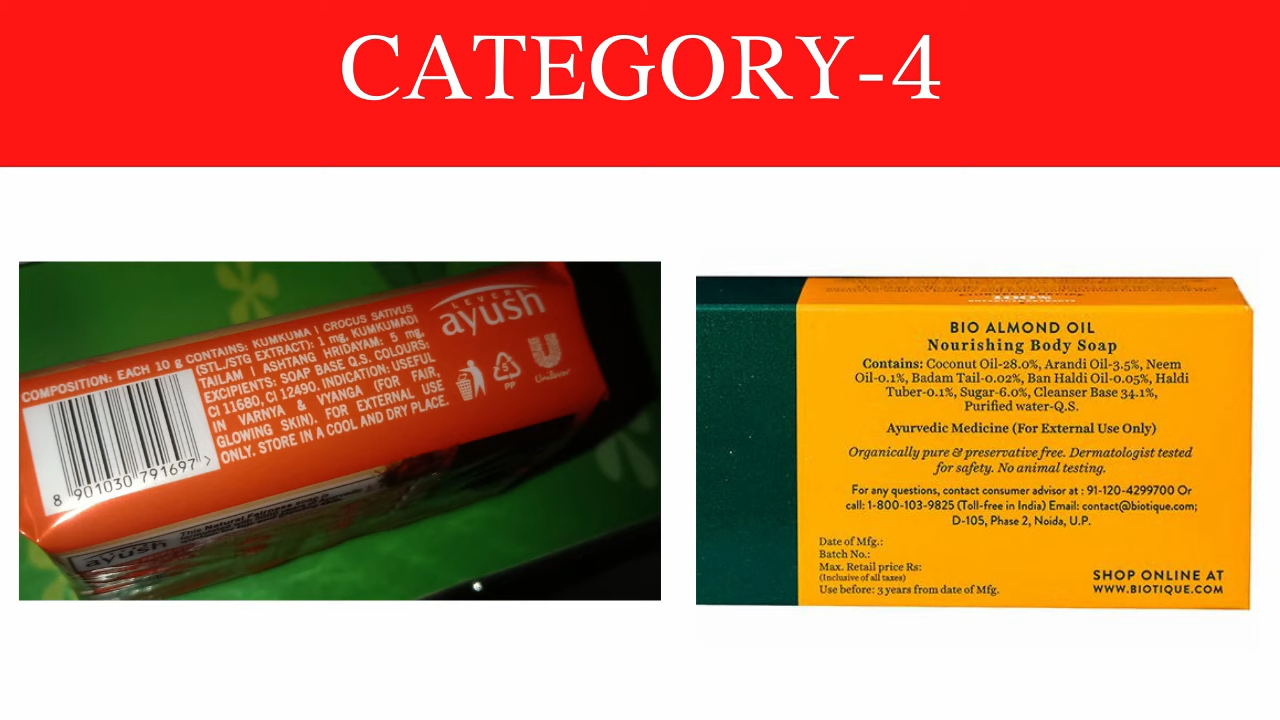 CATEGORY-4
COMPOSITION: EACH 10 g CONTAINS: KUMKUMA | CROCUS SATIVUS
(STL./STG EXTRACT): 1 mg, KUMKUMADI
TAILAM | ASHTANG HRIDAYAM: 5 mg,
EXCIPIENTS: SOAP BASE Q.S. COLOURS:
CI 11680, CI 12490. INDICATION: USEFUL
IN VARNYA & VYANGA (FOR FAIR,
GLOWING SKIN). FOR EXTERNAL USE
ONLY. STORE IN A COOL AND DRY PLACE.
8 901030 791697 >
LEVER
ayush
5
PP
Unilever
ayush
This Natural Fairness soap is
100%
BIO ALMOND OIL
Nourishing Body Soap
Contains: Coconut Oil-28.0%, Arandi Oil-3.5%, Neem
Oil-0.1%, Badam Tail-0.02%, Ban Haldi Oil-0.05%, Haldi
Tuber-0.1%, Sugar-6.0%, Cleanser Base 34.1%,
Purified water-Q.S.
Ayurvedic Medicine (For External Use Only)
Organically pure & preservative free. Dermatologist tested
for safety. No animal testing.
For any questions, contact consumer advisor at : 91-120-4299700 Or
call: 1-800-103-9825 (Toll-free in India) Email: contact@biotique.com;
D-105, Phase 2, Noida, U.P.
Date of Mfg.:
Batch No.:
Max. Retail price Rs:
(Inclusive of all taxes)
Use before: 3 years from date of Mfg.
SHOP ONLINE AT
WWW.BIOTIQUE.COM